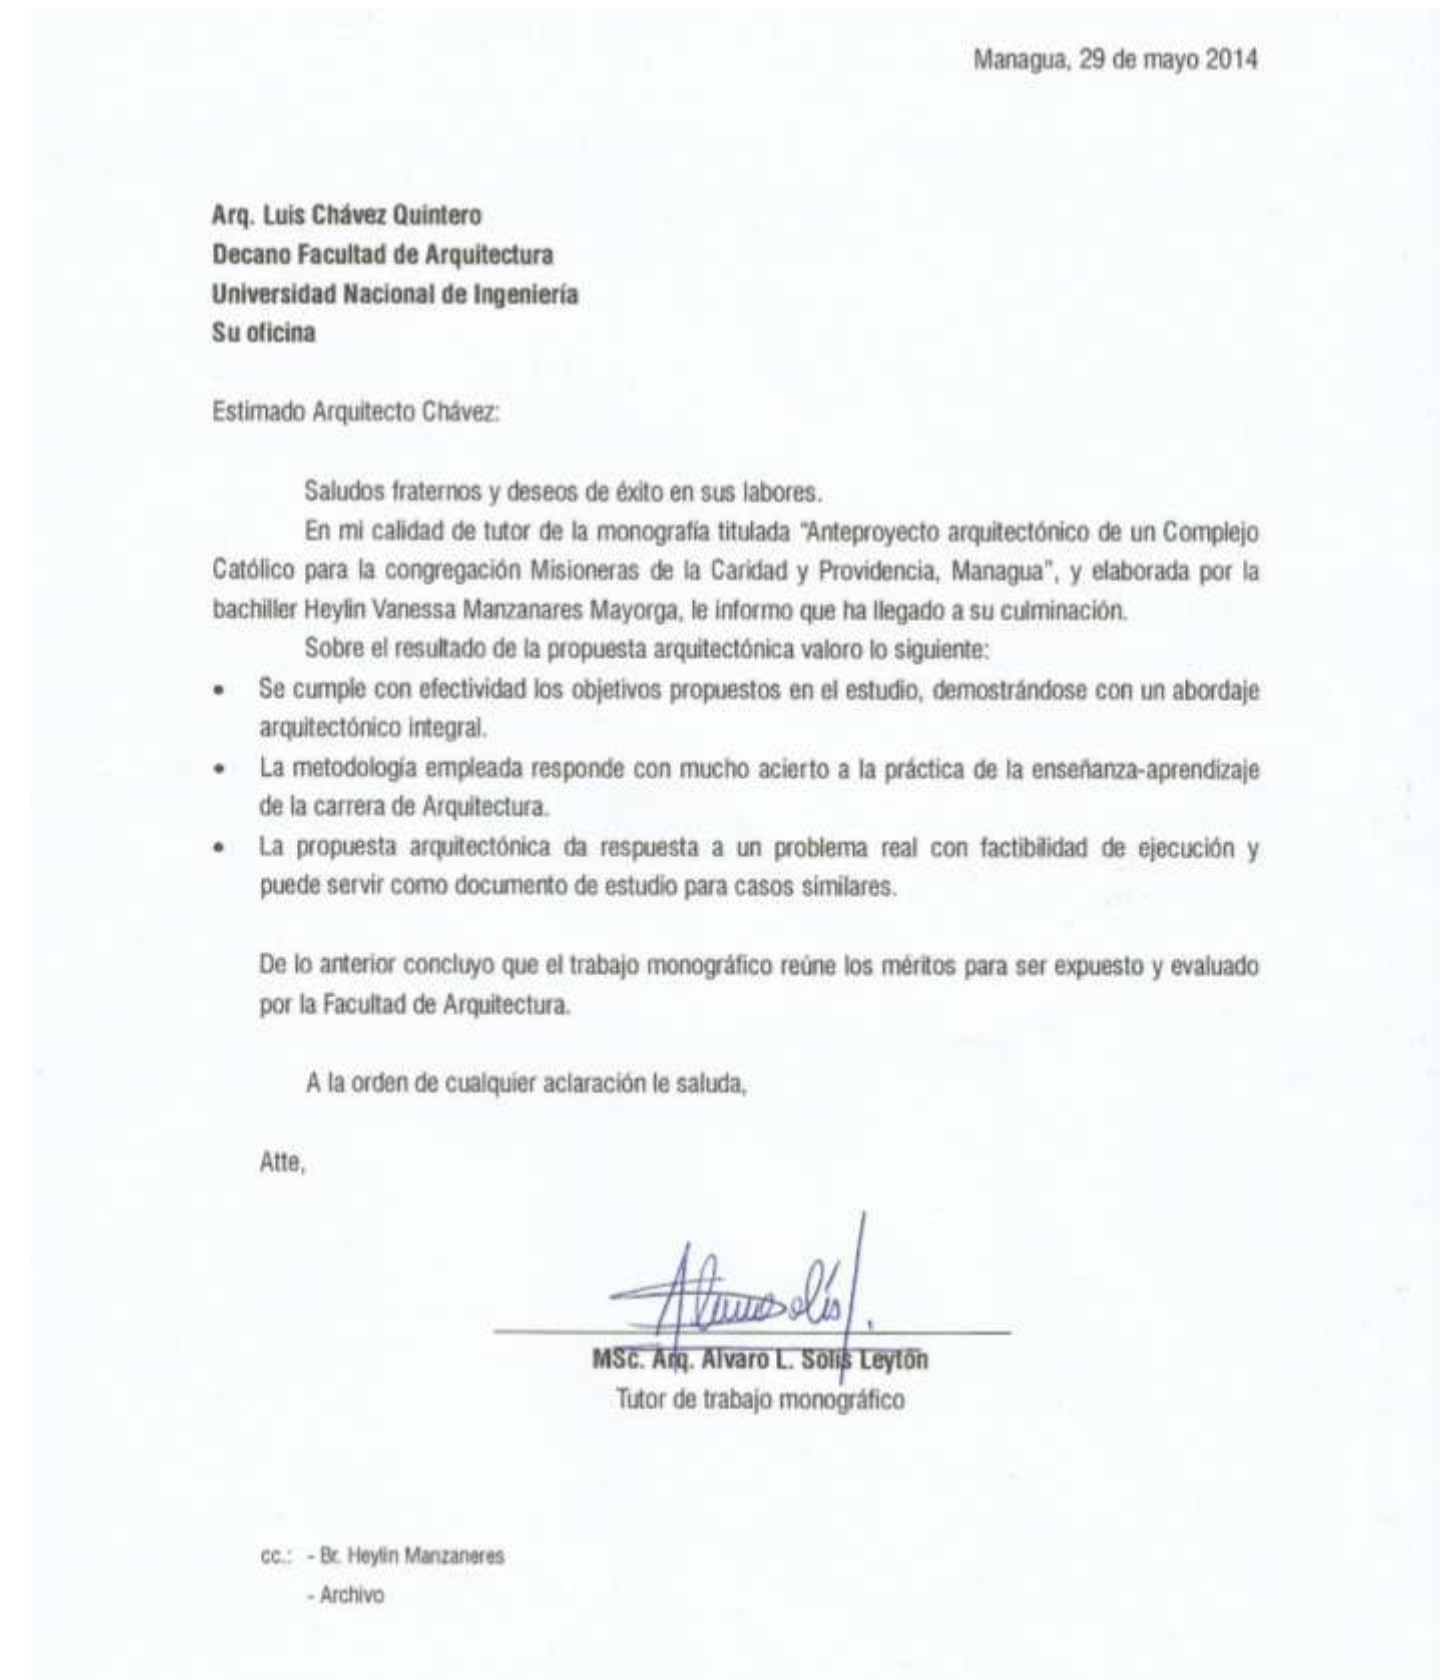 Managua, 29 de mayo 2014
Arq. Luis Chávez Quintero
Decano Facultad de Arquitectura
Universidad Nacional de Ingeniería
Su oficina
Estimado Arquitecto Chávez:
Saludos fraternos y deseos de éxito en sus labores.
En mi calidad de tutor de la monografía titulada "Anteproyecto arquitectónico de un Complejo
Católico para la congregación Misioneras de la Caridad y Providencia, Managua", y elaborada por la
bachiller Heylin Vanessa Manzanares Mayorga, le informo que ha llegado a su culminación.
Sobre el resultado de la propuesta arquitectónica valoro lo siguiente:
• Se cumple con efectividad los objetivos propuestos en el estudio, demostrándose con un abordaje
arquitectónico integral.
• La metodología empleada responde con mucho acierto a la práctica de la enseñanza-aprendizaje
de la carrera de Arquitectura.
• La propuesta arquitectónica da respuesta a un problema real con factibilidad de ejecución y
puede servir como documento de estudio para casos similares.
De lo anterior concluyo que el trabajo monográfico reúne los méritos para ser expuesto y evaluado
por la Facultad de Arquitectura.
A la orden de cualquier aclaración le saluda,
Atte,
MSc. Arq. Alvaro L. Solís Leytón
Tutor de trabajo monográfico
cc.: - Br. Heylin Manzaneres
- Archivo